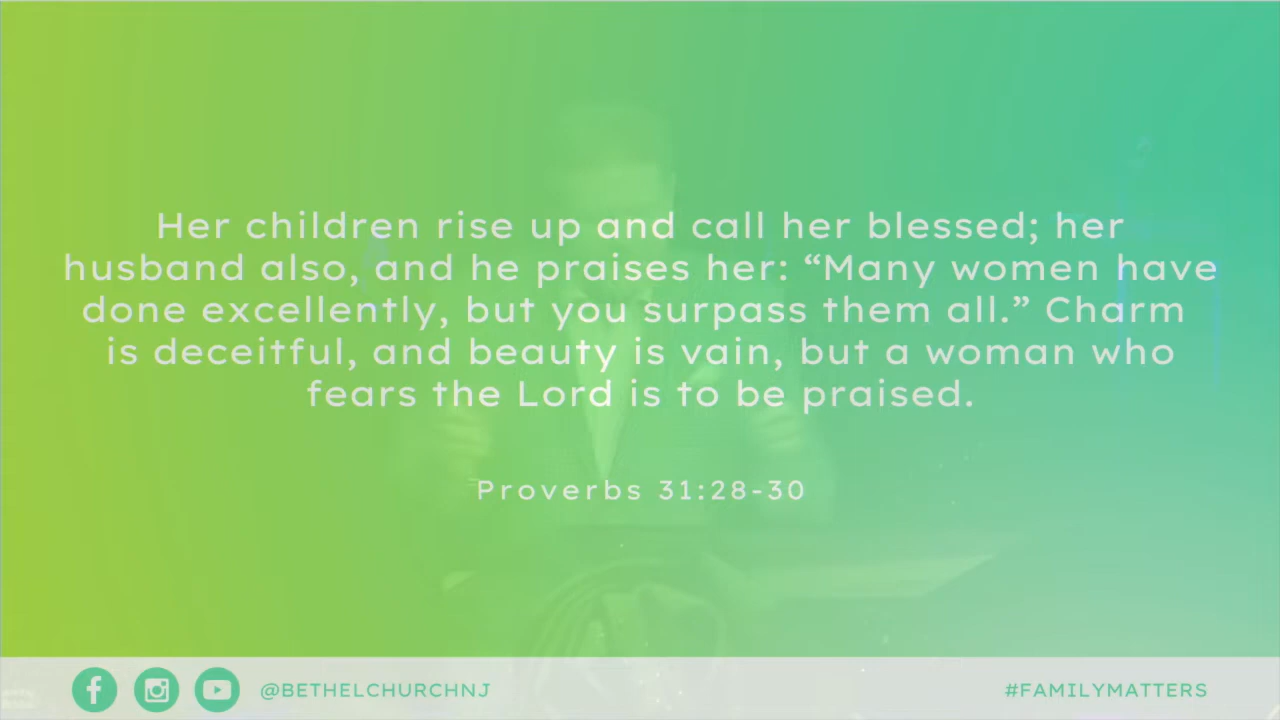 Her children rise up and call her blessed; her
husband also, and he praises her: “Many women have
done excellently, but you surpass them all.” Charm
is deceitful, and beauty is vain, but a woman who
fears the Lord is to be praised.
Proverbs 31:28-30
@BETHELCHURCHNJ
#FAMILYMATTERS